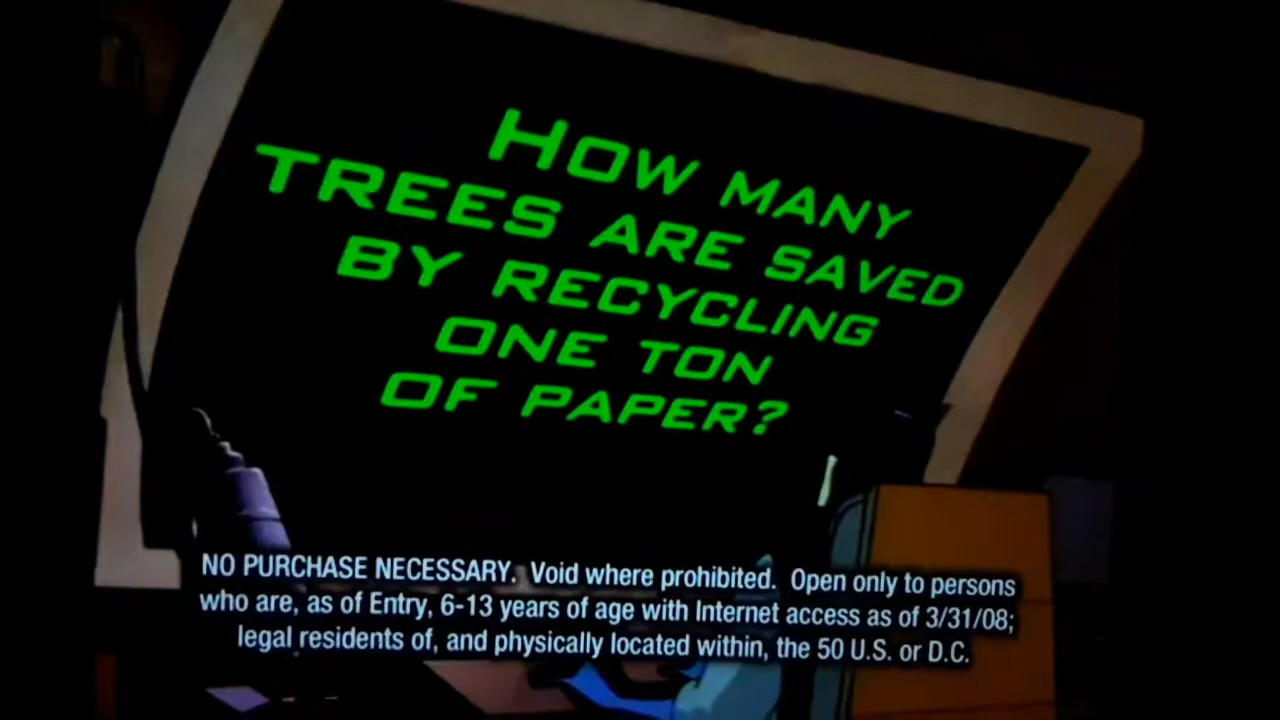 HOW MANY
TREES ARE SAVED
BY RECYCLING
ONE TON
OF PAPER?
NO PURCHASE NECESSARY. Void where prohibited. Open only to persons
who are, as of Entry, 6-13 years of age with Internet access as of 3/31/08;
legal residents of, and physically located within, the 50 U.S. or D.C.